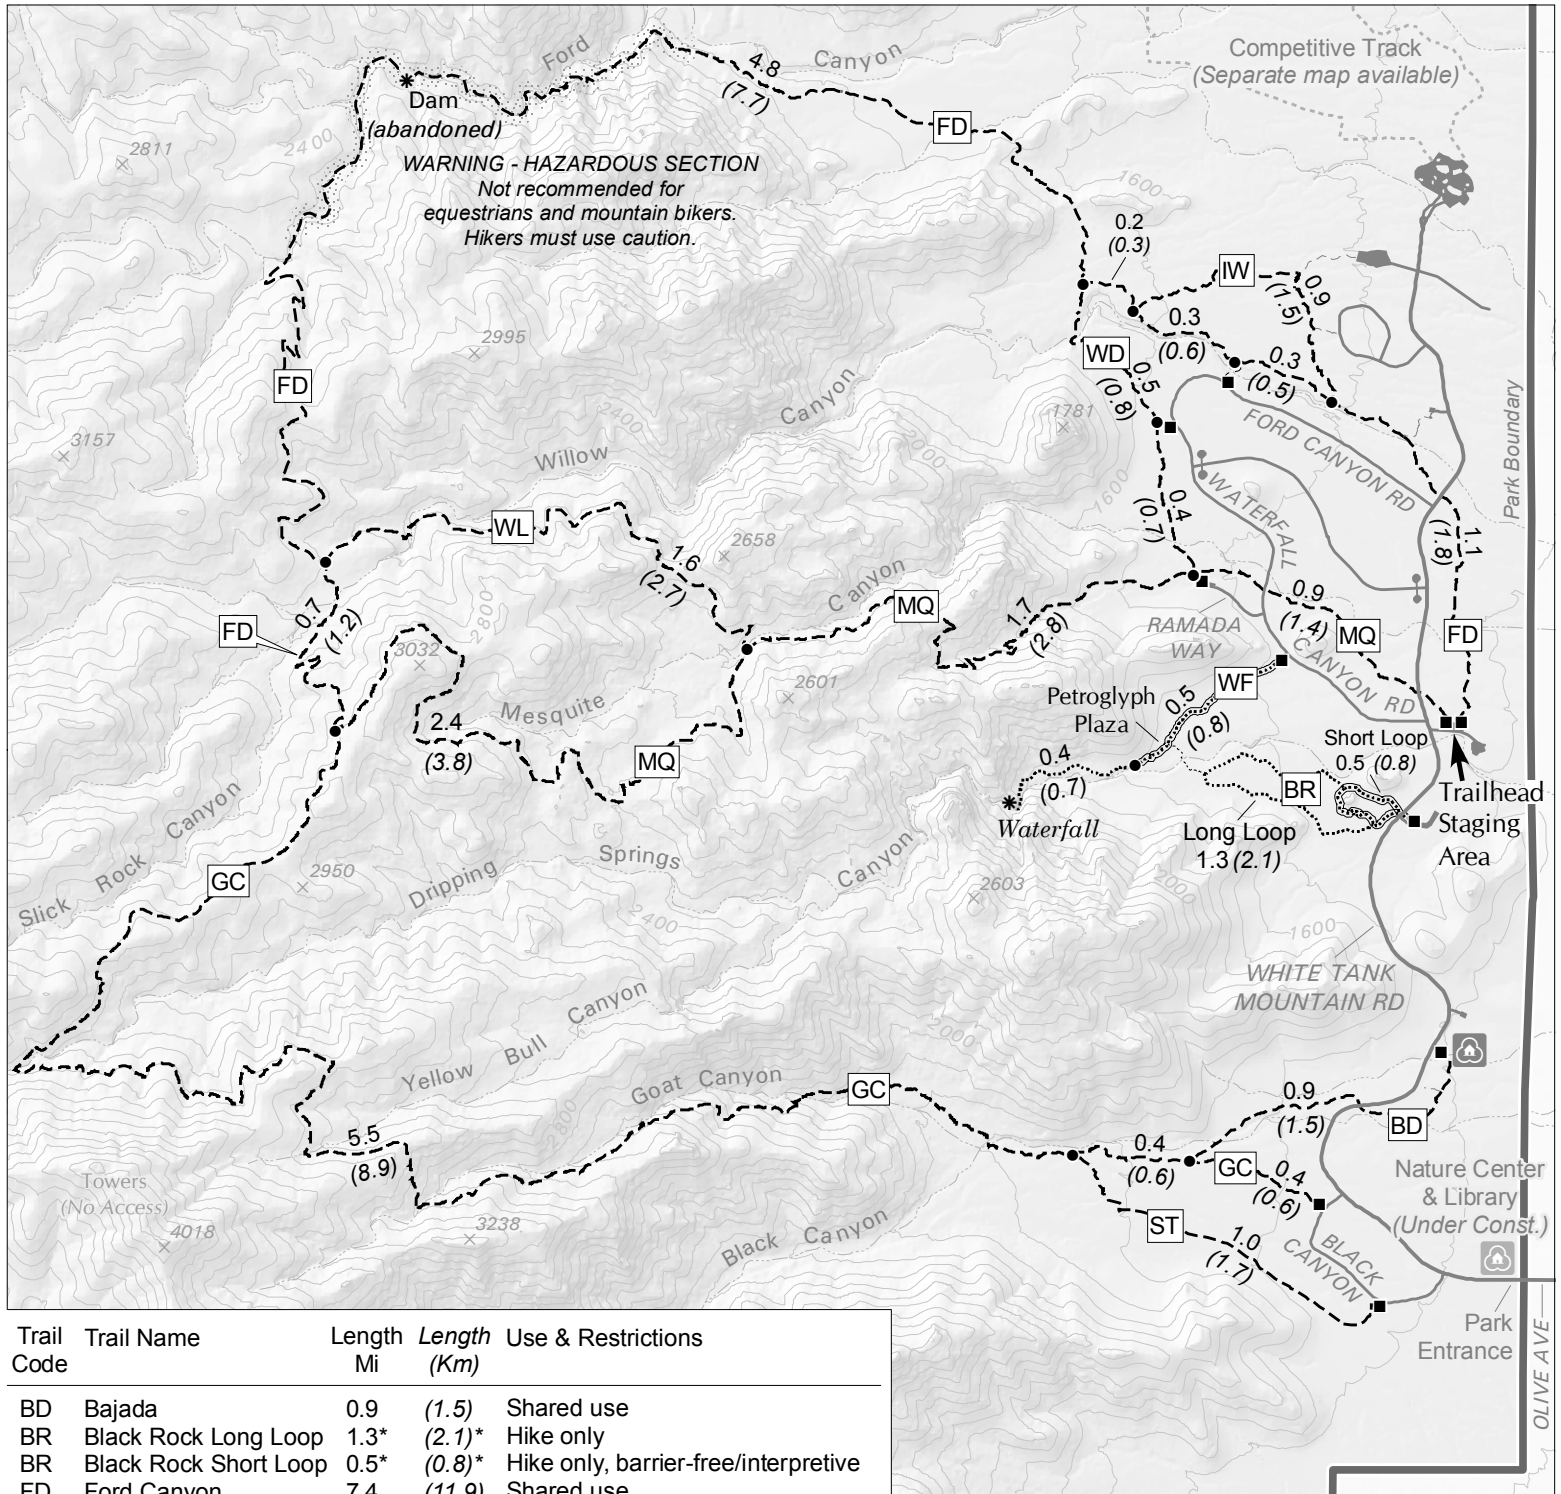 Competitive Track
(Separate map available)
Ford
Canyon
4.8
(7.7)
Dam
(abandoned)
2400
2811
WARNING - HAZARDOUS SECTION
Not recommended for
equestrians and mountain bikers.
Hikers must use caution.
FD
1600
0.2
(0.3)
IW
0.9
(1.5)
0.3
(0.6)
0.3
(0.5)
WD
0.5
(0.8)
2995
FD
Canyon
2400
1781
2000
FORD CANYON RD
Park Boundary
3157
Willow
1600
WATERFALL
CANYON RD
WL
2658
1.6
(2.7)
0.4
(0.7)
1.1
(1.8)
Canyon
MQ
1.7
(2.8)
0.9
(1.4)
MQ
FD
0.7
(1.2)
FD
2800
3032
RAMADA
WAY
WF
0.5
(0.8)
Petroglyph
Plaza
2601
Mesquite
2.4
(3.8)
MQ
Short Loop
0.5 (0.8)
0.4
(0.7)
BR
Waterfall
Long Loop
1.3 (2.1)
Trailhead
Staging
Area
Slick Rock Canyon
GC
2950
Dripping Springs Canyon
2400
2603
2000
1600
WHITE TANK
MOUNTAIN RD
Yellow Bull Canyon
2000
Goat Canyon
2800
GC
0.9
(1.5)
BD
5.5
(8.9)
0.4
(0.6)
GC
0.4
(0.6)
Nature Center
& Library
(Under Const.)
Towers
(No Access)
4018
3238
Black Canyon
ST
1.0
(1.7)
BLACK
CANYON
Park
Entrance
OLIVE AVE
Trail Code Trail Name Length Mi Length (Km) Use & Restrictions
BD Bajada 0.9 (1.5) Shared use
BR Black Rock Long Loop 1.3* (2.1)* Hike only
BR Black Rock Short Loop 0.5* (0.8)* Hike only, barrier-free/interpretive
FD Ford Canyon 7.4 (11.9) Shared use